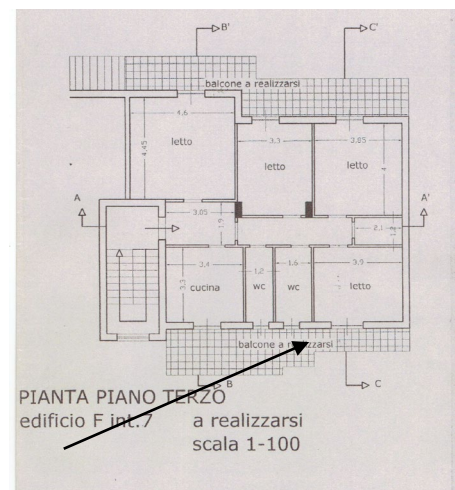 B' C'
balcone a realizzarsi
4,6
3,3 3,85
4,45 letto
letto letto
4
A A'
3,85
1,9
2,1
3,4 1,2 1,6 3,9
3,3
cucina wc wc letto
balcone a realizzarsi
B C
PIANTA PIANO TERZO
edificio F int.7 a realizzarsi
scala 1-100